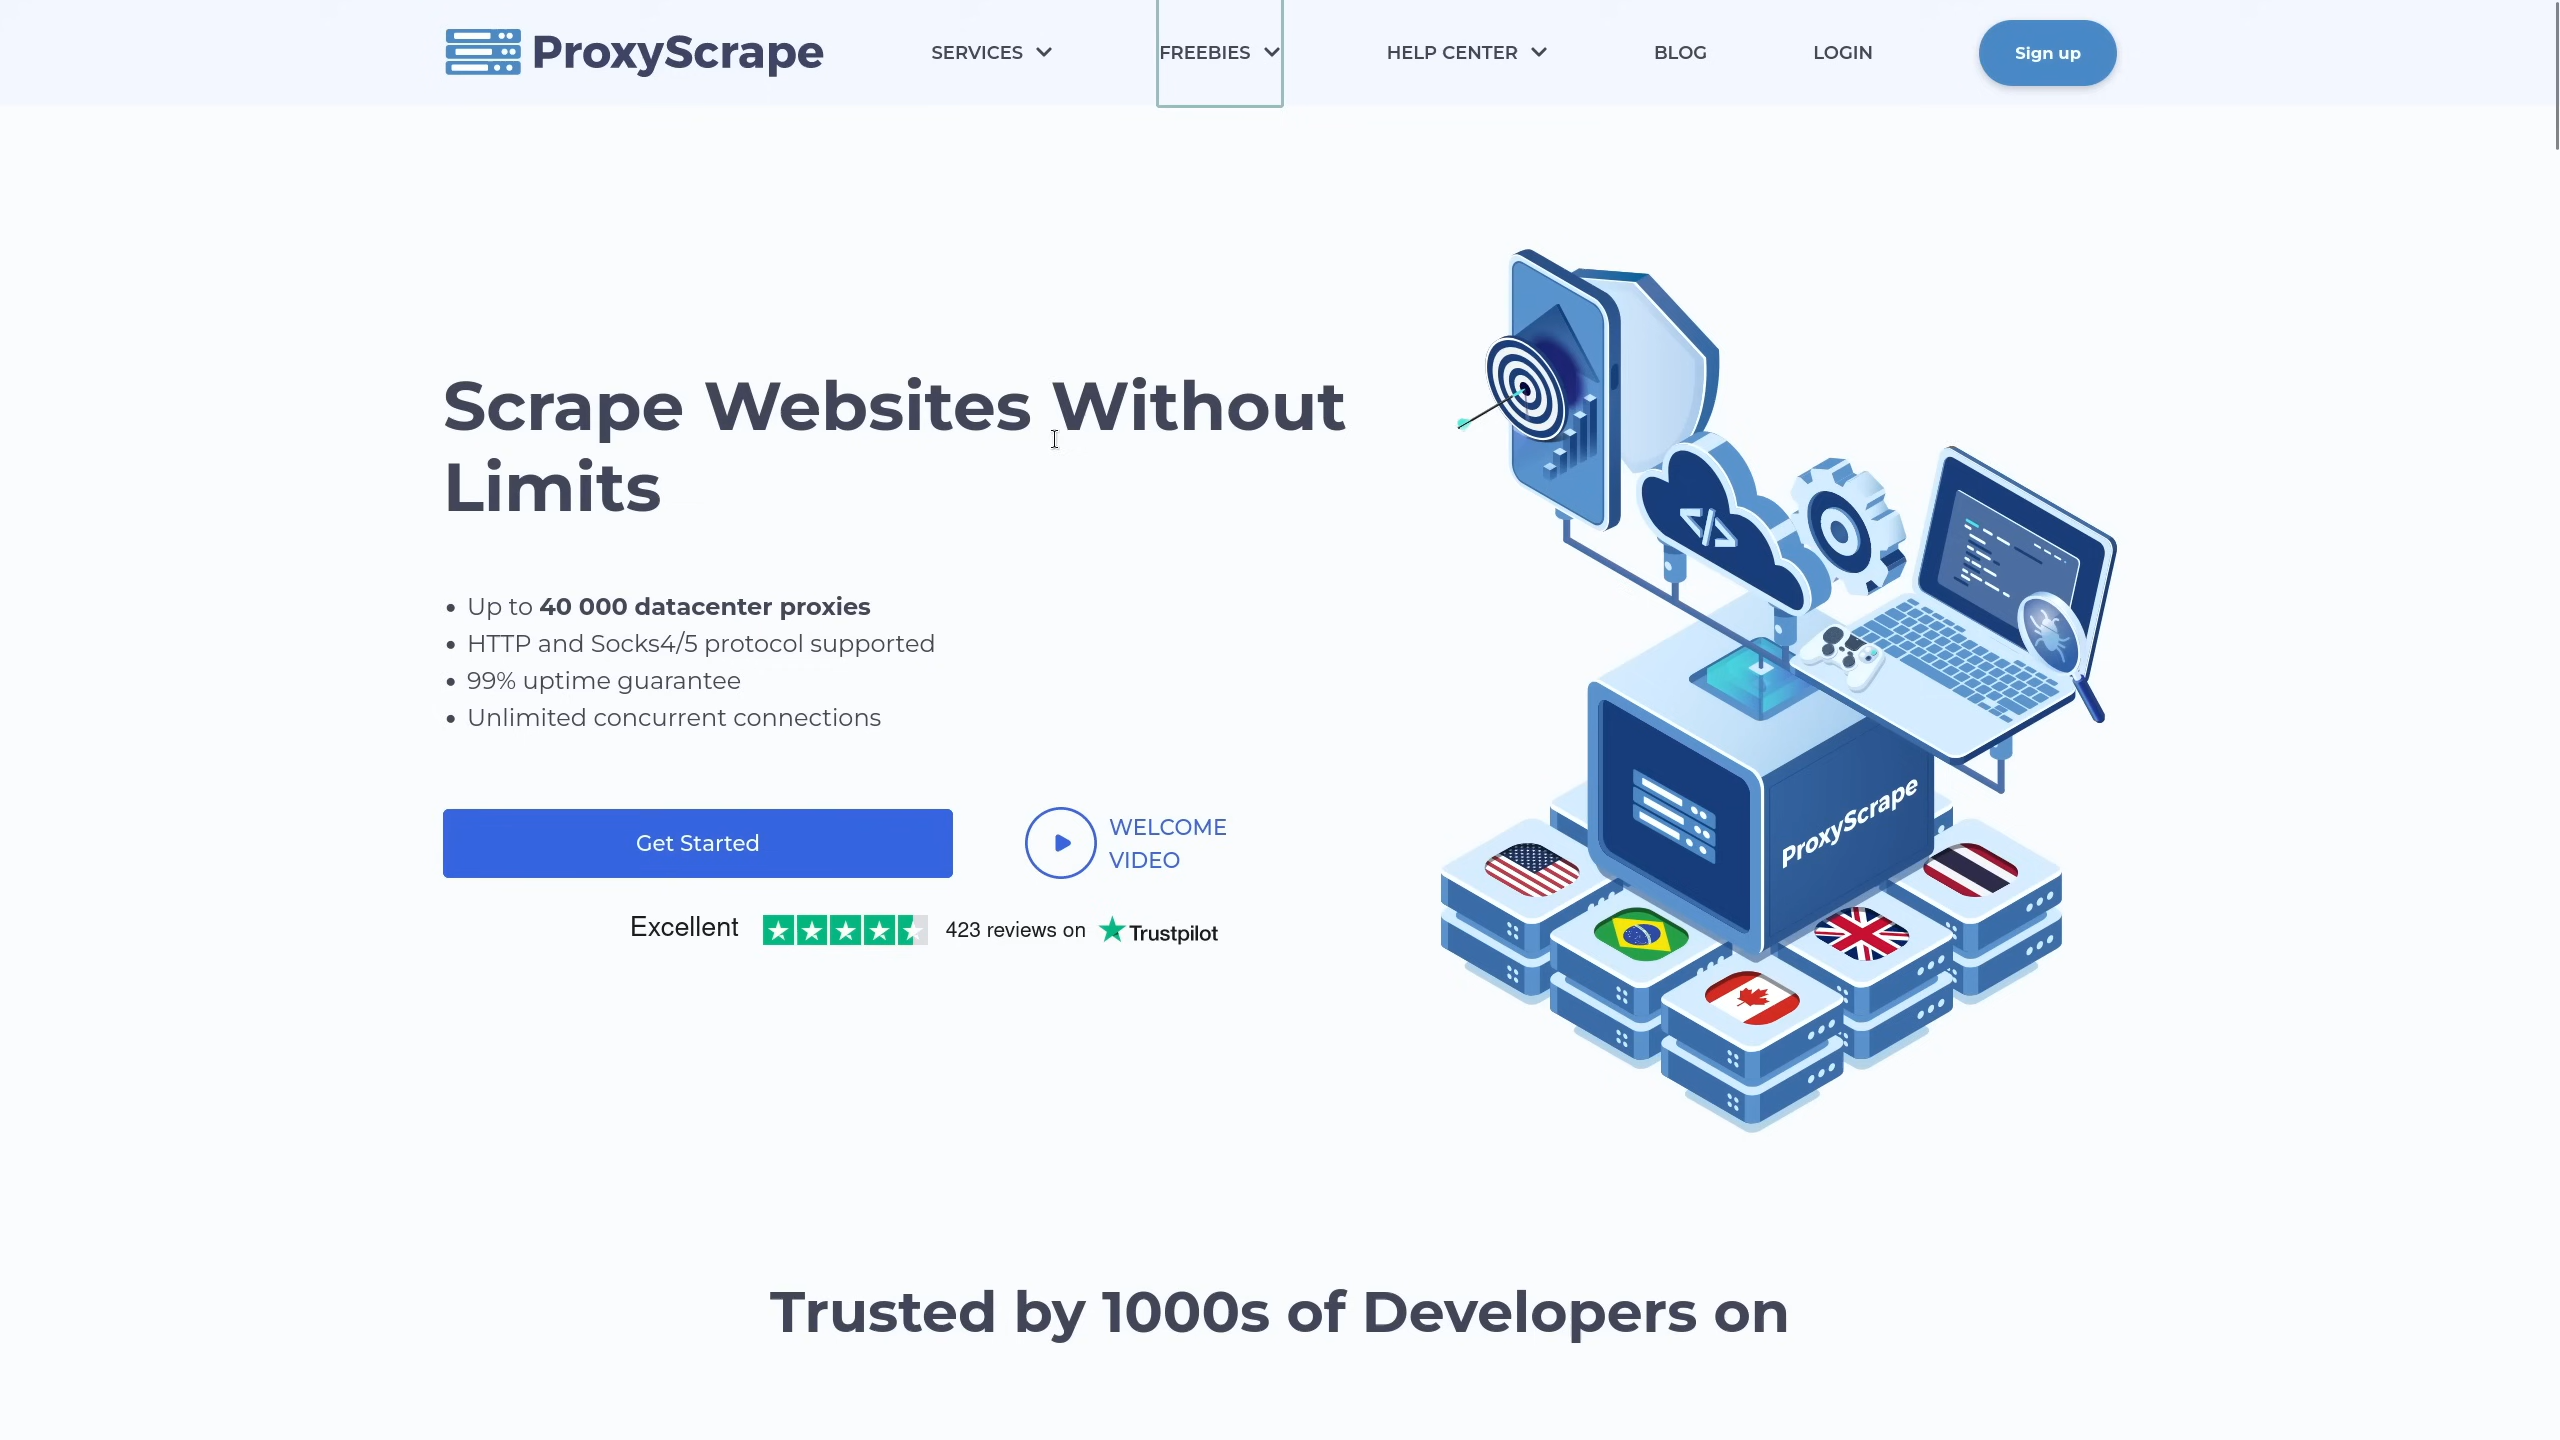 ProxyScrape
SERVICES
FREEBIES
HELP CENTER
BLOG
LOGIN
Sign up
Scrape Websites Without
Limits
Up to 40 000 datacenter proxies
HTTP and Socks4/5 protocol supported
99% uptime guarantee
Unlimited concurrent connections
Get Started
WELCOME
VIDEO
Excellent
423 reviews on
Trustpilot
</>
ProxyScrape
Trusted by 1000s of Developers on